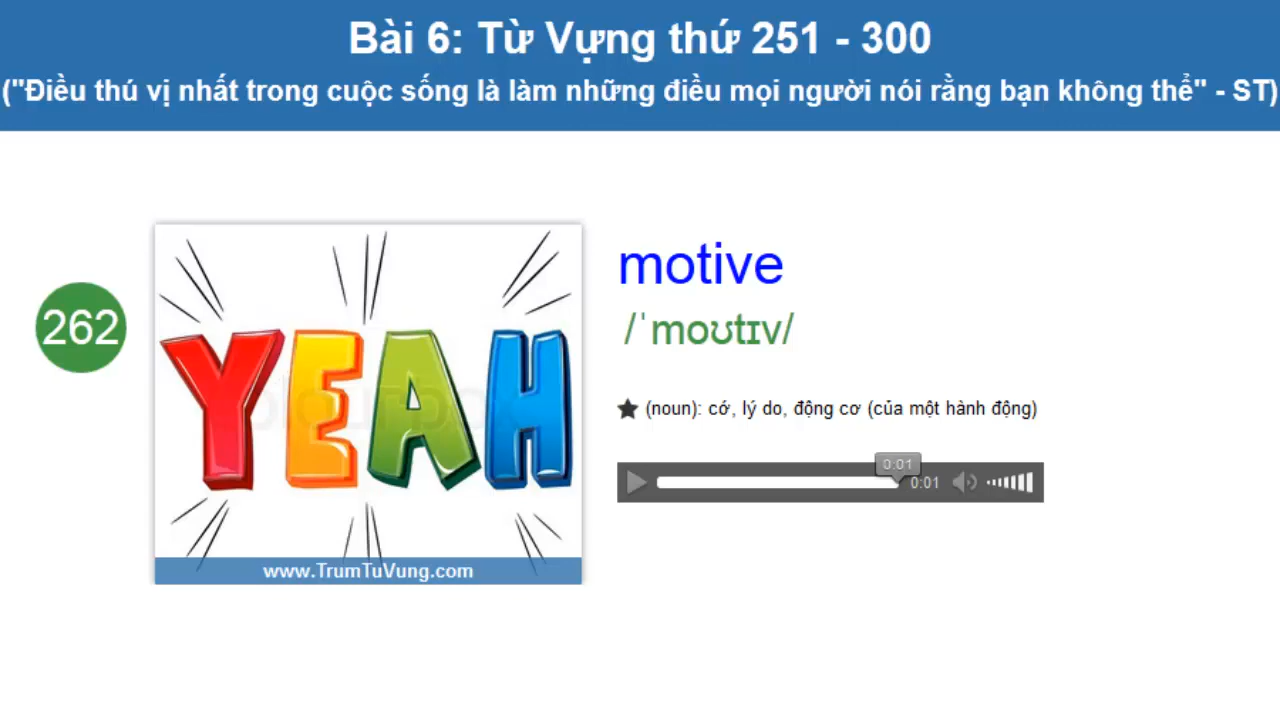 Bài 6: Từ Vựng thứ 251 - 300
("Điều thú vị nhất trong cuộc sống là làm những điều mọi người nói rằng bạn không thể" - ST)
262
YEAH
www.TrumTuVung.com
motive
/ˈmoʊtɪv/
(noun): cớ, lý do, động cơ (của một hành động)
0:01
0:01